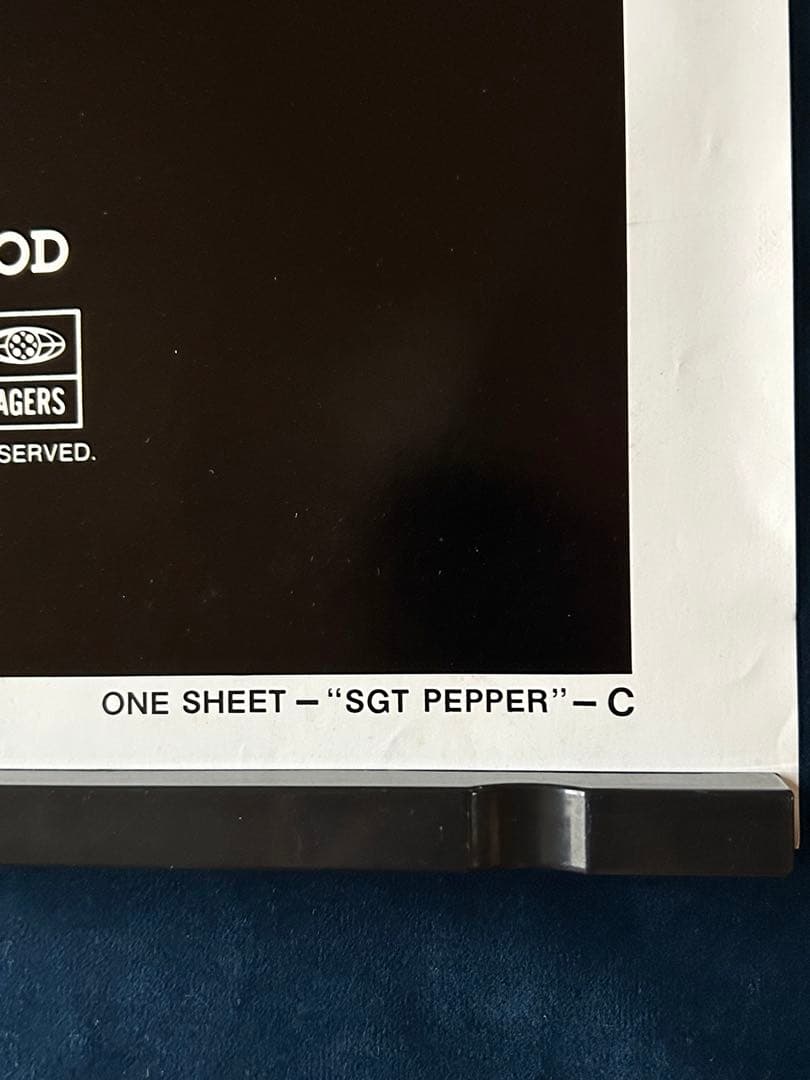 OD
AGERS
SERVED.
ONE SHEET – “SGT PEPPER” – C